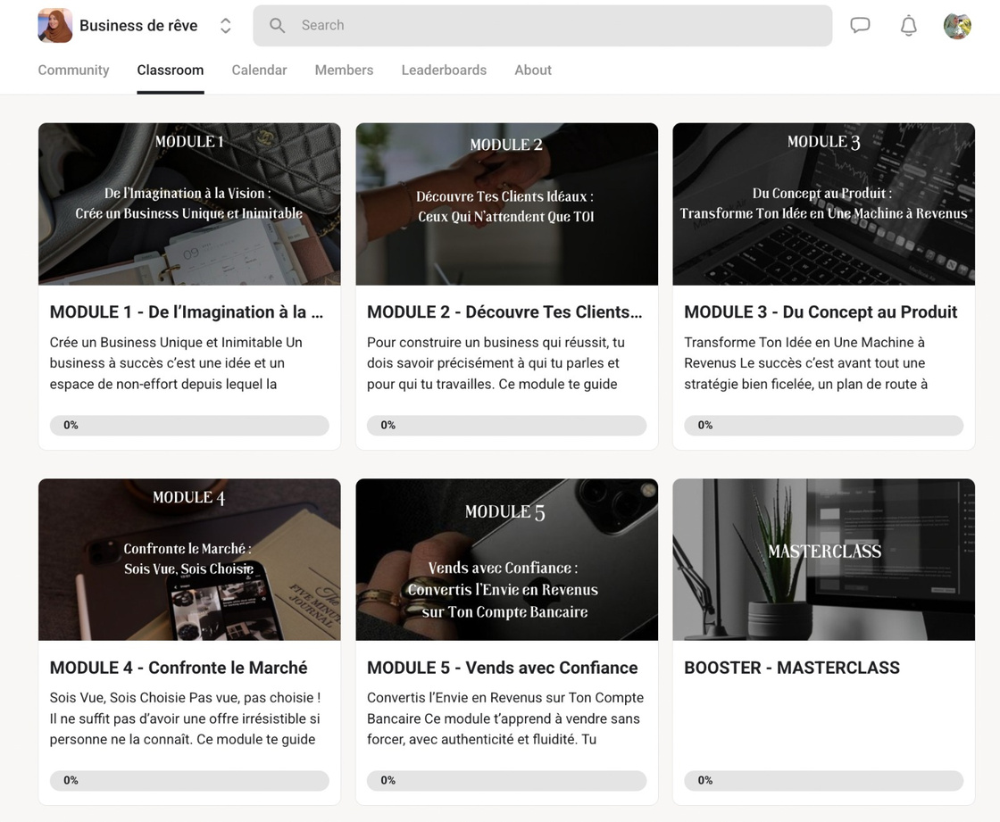 Business de rêve
Search
Community Classroom Calendar Members Leaderboards About
MODULE 1
De l'Imagination à la Vision :
Crée un Business Unique et Inimitable
09
MODULE 1 - De l’Imagination à la ...
Crée un Business Unique et Inimitable Un
business à succès c’est une idée et un
espace de non-effort depuis lequel la
0%
MODULE 2
Découvre Tes Clients Idéaux :
Ceux Qui N'attendent Que TOI
MODULE 2 - Découvre Tes Clients...
Pour construire un business qui réussit, tu
dois savoir précisément à qui tu parles et
pour qui tu travailles. Ce module te guide
0%
MODULE 3
Du Concept au Produit :
Transforme Ton Idée en Une Machine à Revenus
MODULE 3 - Du Concept au Produit
Transforme Ton Idée en Une Machine à
Revenus Le succès c’est avant tout une
stratégie bien ficelée, un plan de route à
0%
MODULE 4
Confronte le Marché :
Sois Vue, Sois Choisie
The
FIVE MINUTE
JOURNAL
MODULE 4 - Confronte le Marché
Sois Vue, Sois Choisie Pas vue, pas choisie !
Il ne suffit pas d’avoir une offre irrésistible si
personne ne la connaît. Ce module te guide
0%
MODULE 5
Vends avec Confiance :
Convertis l'Envie en Revenus
sur Ton Compte Bancaire
MODULE 5 - Vends avec Confiance
Convertis l’Envie en Revenus sur Ton Compte
Bancaire Ce module t’apprend à vendre sans
forcer, avec authenticité et fluidité. Tu
0%
MASTERCLASS
BOOSTER - MASTERCLASS
0%